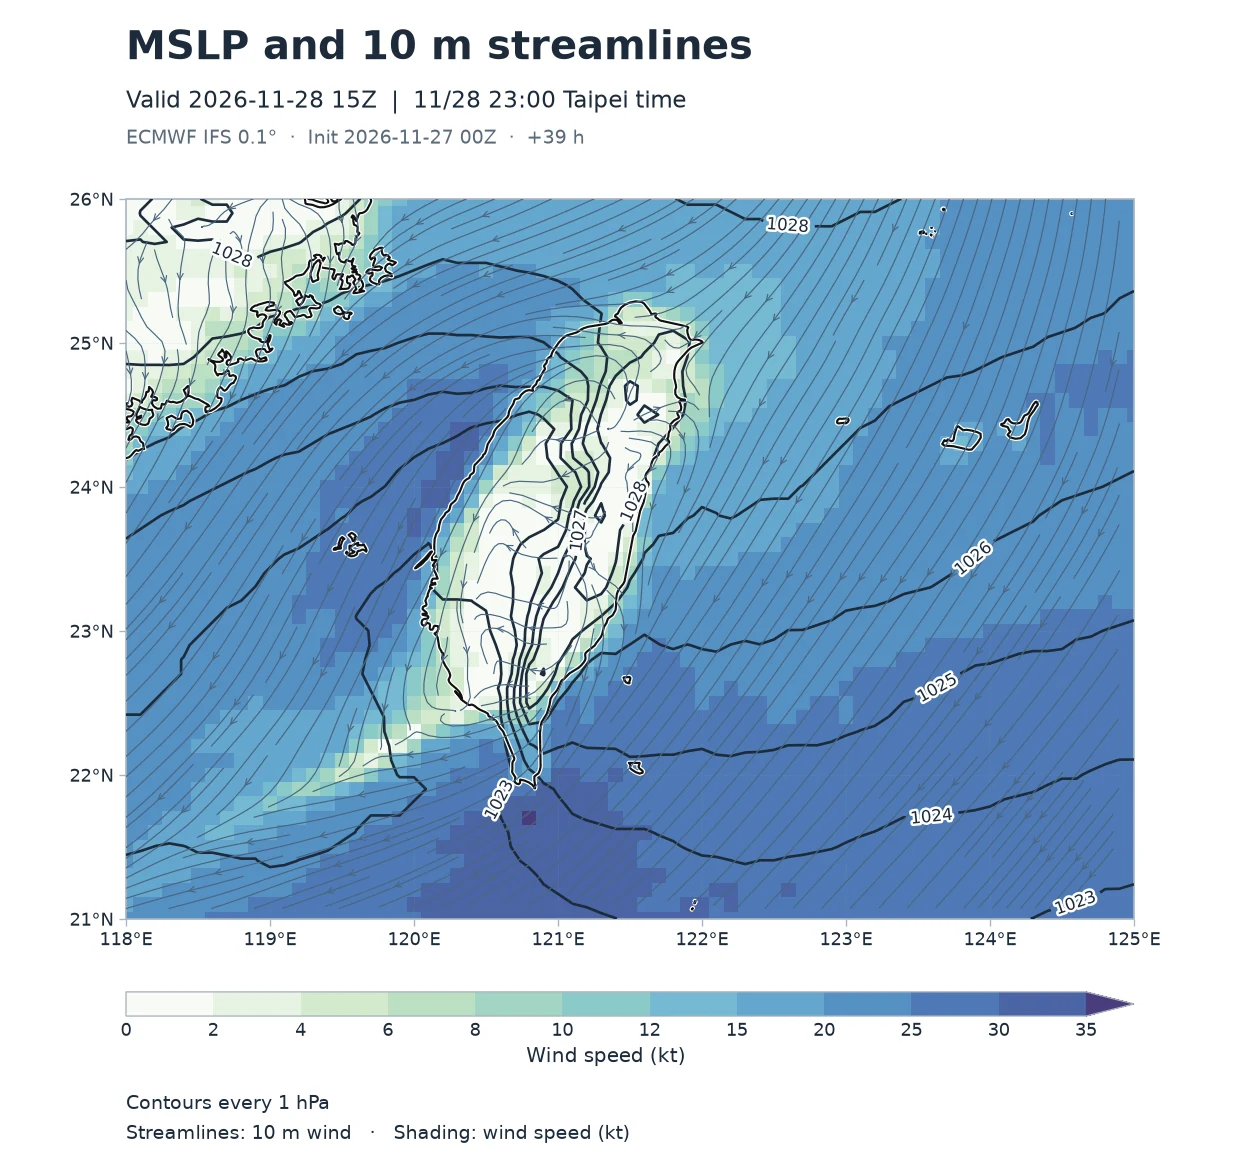 MSLP and 10 m streamlines
Valid 2026-11-28 15Z | 11/28 23:00 Taipei time
ECMWF IFS 0.1° · Init 2026-11-27 00Z · +39 h
26°N
25°N
24°N
23°N
22°N
21°N
1028
1028
1028
1027
1026
1025
1024
1023
1023
118°E 119°E 120°E 121°E 122°E 123°E 124°E 125°E
0 2 4 6 8 10 12 15 20 25 30 35
Wind speed (kt)
Contours every 1 hPa
Streamlines: 10 m wind · Shading: wind speed (kt)